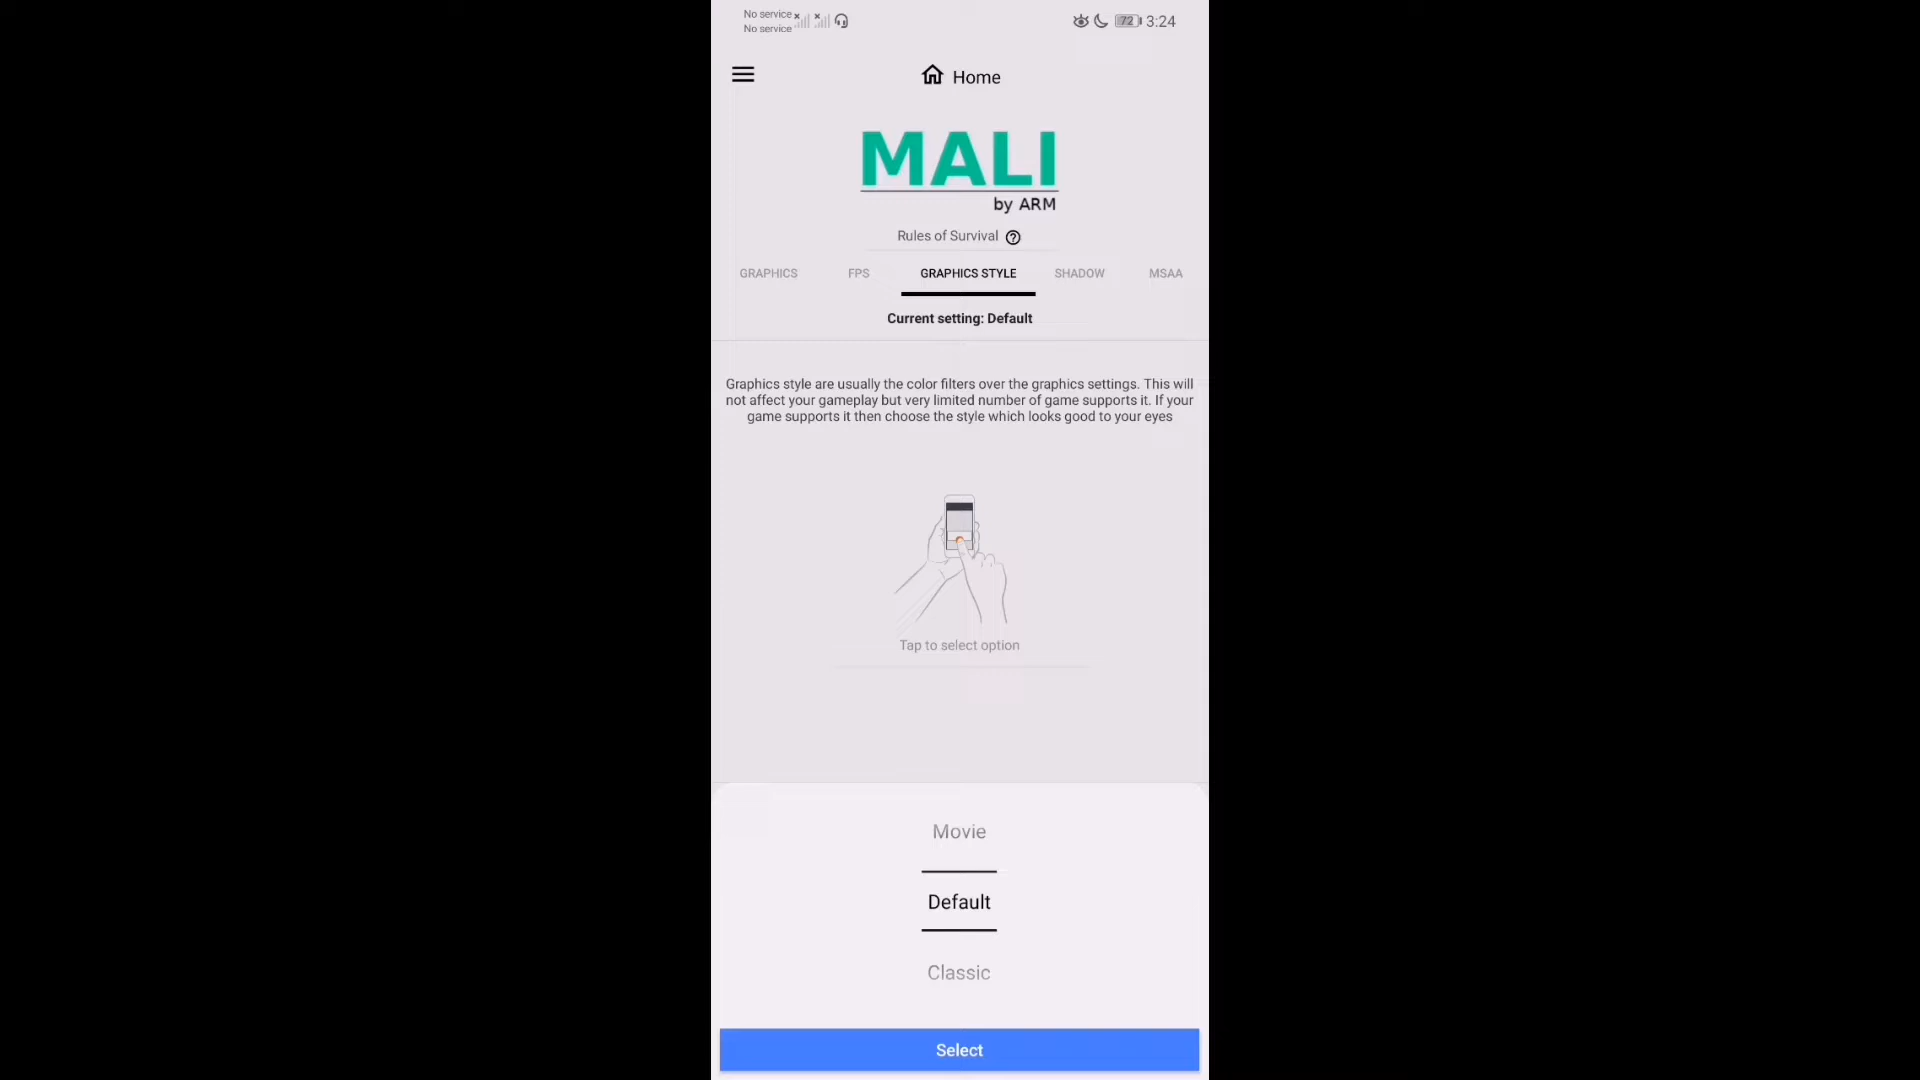 No service
No service
72 3:24
Home
MALI
by ARM
Rules of Survival
GRAPHICS FPS GRAPHICS STYLE SHADOW MSAA
Current setting: Default
Graphics style are usually the color filters over the graphics settings. This will
not affect your gameplay but very limited number of game supports it. If your
game supports it then choose the style which looks good to your eyes
Tap to select option
Movie
Default
Classic
Select